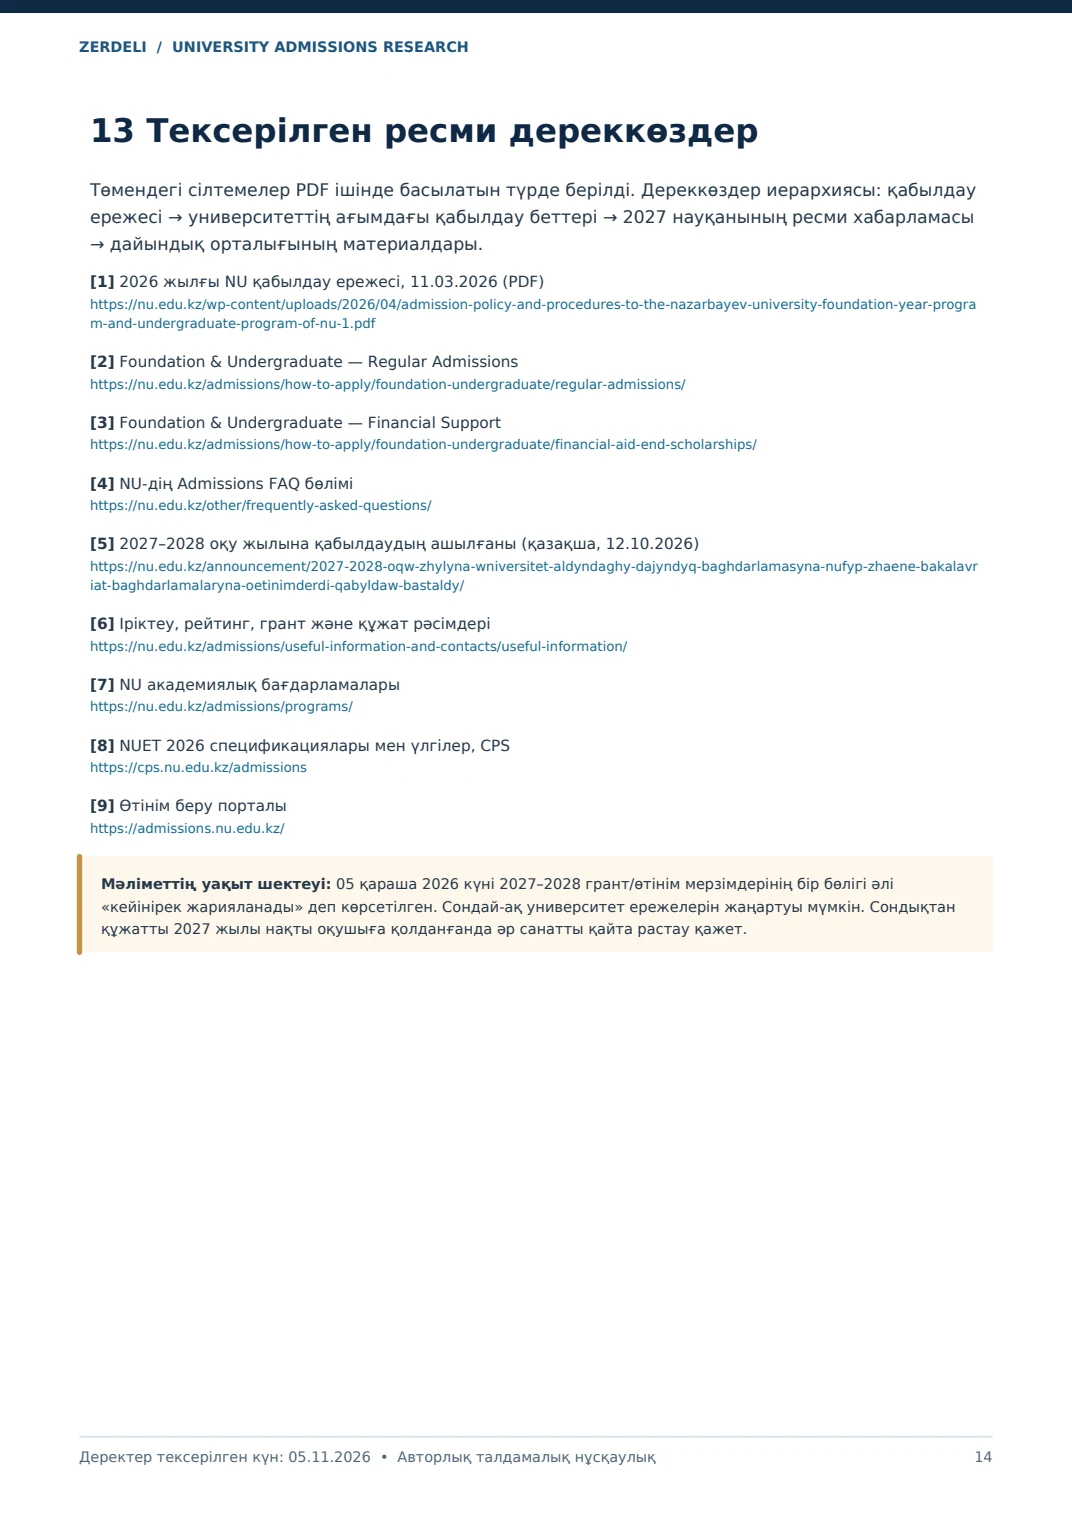 ZERDELI / UNIVERSITY ADMISSIONS RESEARCH
13 Тексерілген ресми дереккөздер
Төмендегі сілтемелер PDF ішінде басылатын түрде берілді. Дереккөздер иерархиясы: қабылдау
ережесі → университеттің ағымдағы қабылдау беттері → 2027 науқанының ресми хабарламасы
→ дайындық орталығының материалдары.
[1] 2026 жылғы NU қабылдау ережесі, 11.03.2026 (PDF)
https://nu.edu.kz/wp-content/uploads/2026/04/admission-policy-and-procedures-to-the-nazarbayev-university-foundation-year-progra
m-and-undergraduate-program-of-nu-1.pdf
[2] Foundation & Undergraduate — Regular Admissions
https://nu.edu.kz/admissions/how-to-apply/foundation-undergraduate/regular-admissions/
[3] Foundation & Undergraduate — Financial Support
https://nu.edu.kz/admissions/how-to-apply/foundation-undergraduate/financial-aid-end-scholarships/
[4] NU-дің Admissions FAQ бөлімі
https://nu.edu.kz/other/frequently-asked-questions/
[5] 2027–2028 оқу жылына қабылдаудың ашылғаны (қазақша, 12.10.2026)
https://nu.edu.kz/announcement/2027-2028-oqw-zhylyna-wniversitet-aldyndaghy-dajyndyq-baghdarlamasyna-nufyp-zhaene-bakalavr
iat-baghdarlamalaryna-oetinimderdi-qabyldaw-bastaldy/
[6] Іріктеу, рейтинг, грант және құжат рәсімдері
https://nu.edu.kz/admissions/useful-information-and-contacts/useful-information/
[7] NU академиялық бағдарламалары
https://nu.edu.kz/admissions/programs/
[8] NUET 2026 спецификациялары мен үлгілер, CPS
https://cps.nu.edu.kz/admissions
[9] Өтінім беру порталы
https://admissions.nu.edu.kz/
Мәліметтің уақыт шектеуі: 05 қараша 2026 күні 2027–2028 грант/өтінім мерзімдерінің бір бөлігі әлі
«кейінірек жарияланады» деп көрсетілген. Сондай-ақ университет ережелерін жаңартуы мүмкін. Сондықтан
құжатты 2027 жылы нақты оқушыға қолданғанда әр санатты қайта растау қажет.
Деректер тексерілген күн: 05.11.2026 • Авторлық талдамалық нұсқаулық
14